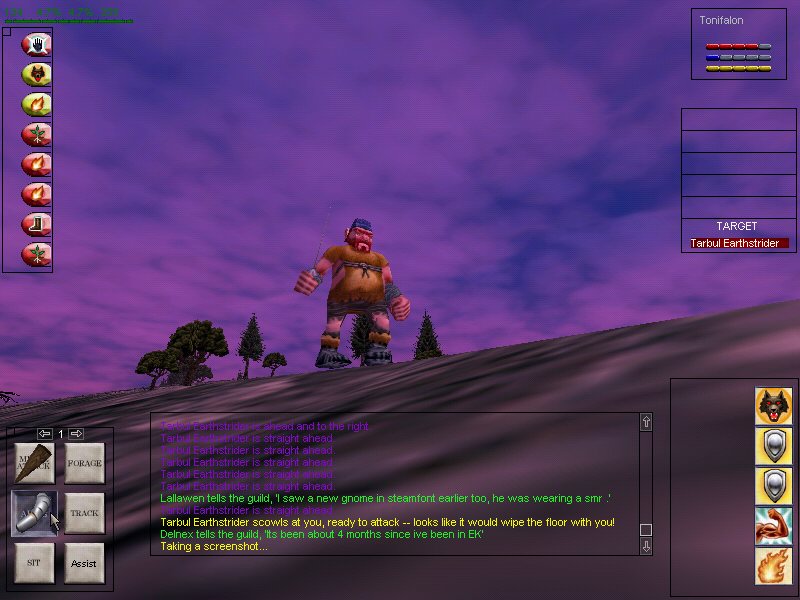 Tonifalon
TARGET
Tarbul Earthstrider
1
FORAGE
TRACK
SIT
Assist
Tarbul Earthstrider is ahead and to the right.
Tarbul Earthstrider is straight ahead.
Tarbul Earthstrider is straight ahead.
Tarbul Earthstrider is straight ahead.
Tarbul Earthstrider is straight ahead.
Tarbul Earthstrider is straight ahead.
Lallawen tells the guild, 'I saw a new gnome in steamfont earlier too, he was wearing a smr .'
Tarbul Earthstrider is straight ahead.
Tarbul Earthstrider scowls at you, ready to attack -- looks like it would wipe the floor with you!
Delnex tells the guild, 'Its been about 4 months since ive been in EK'
Taking a screenshot...